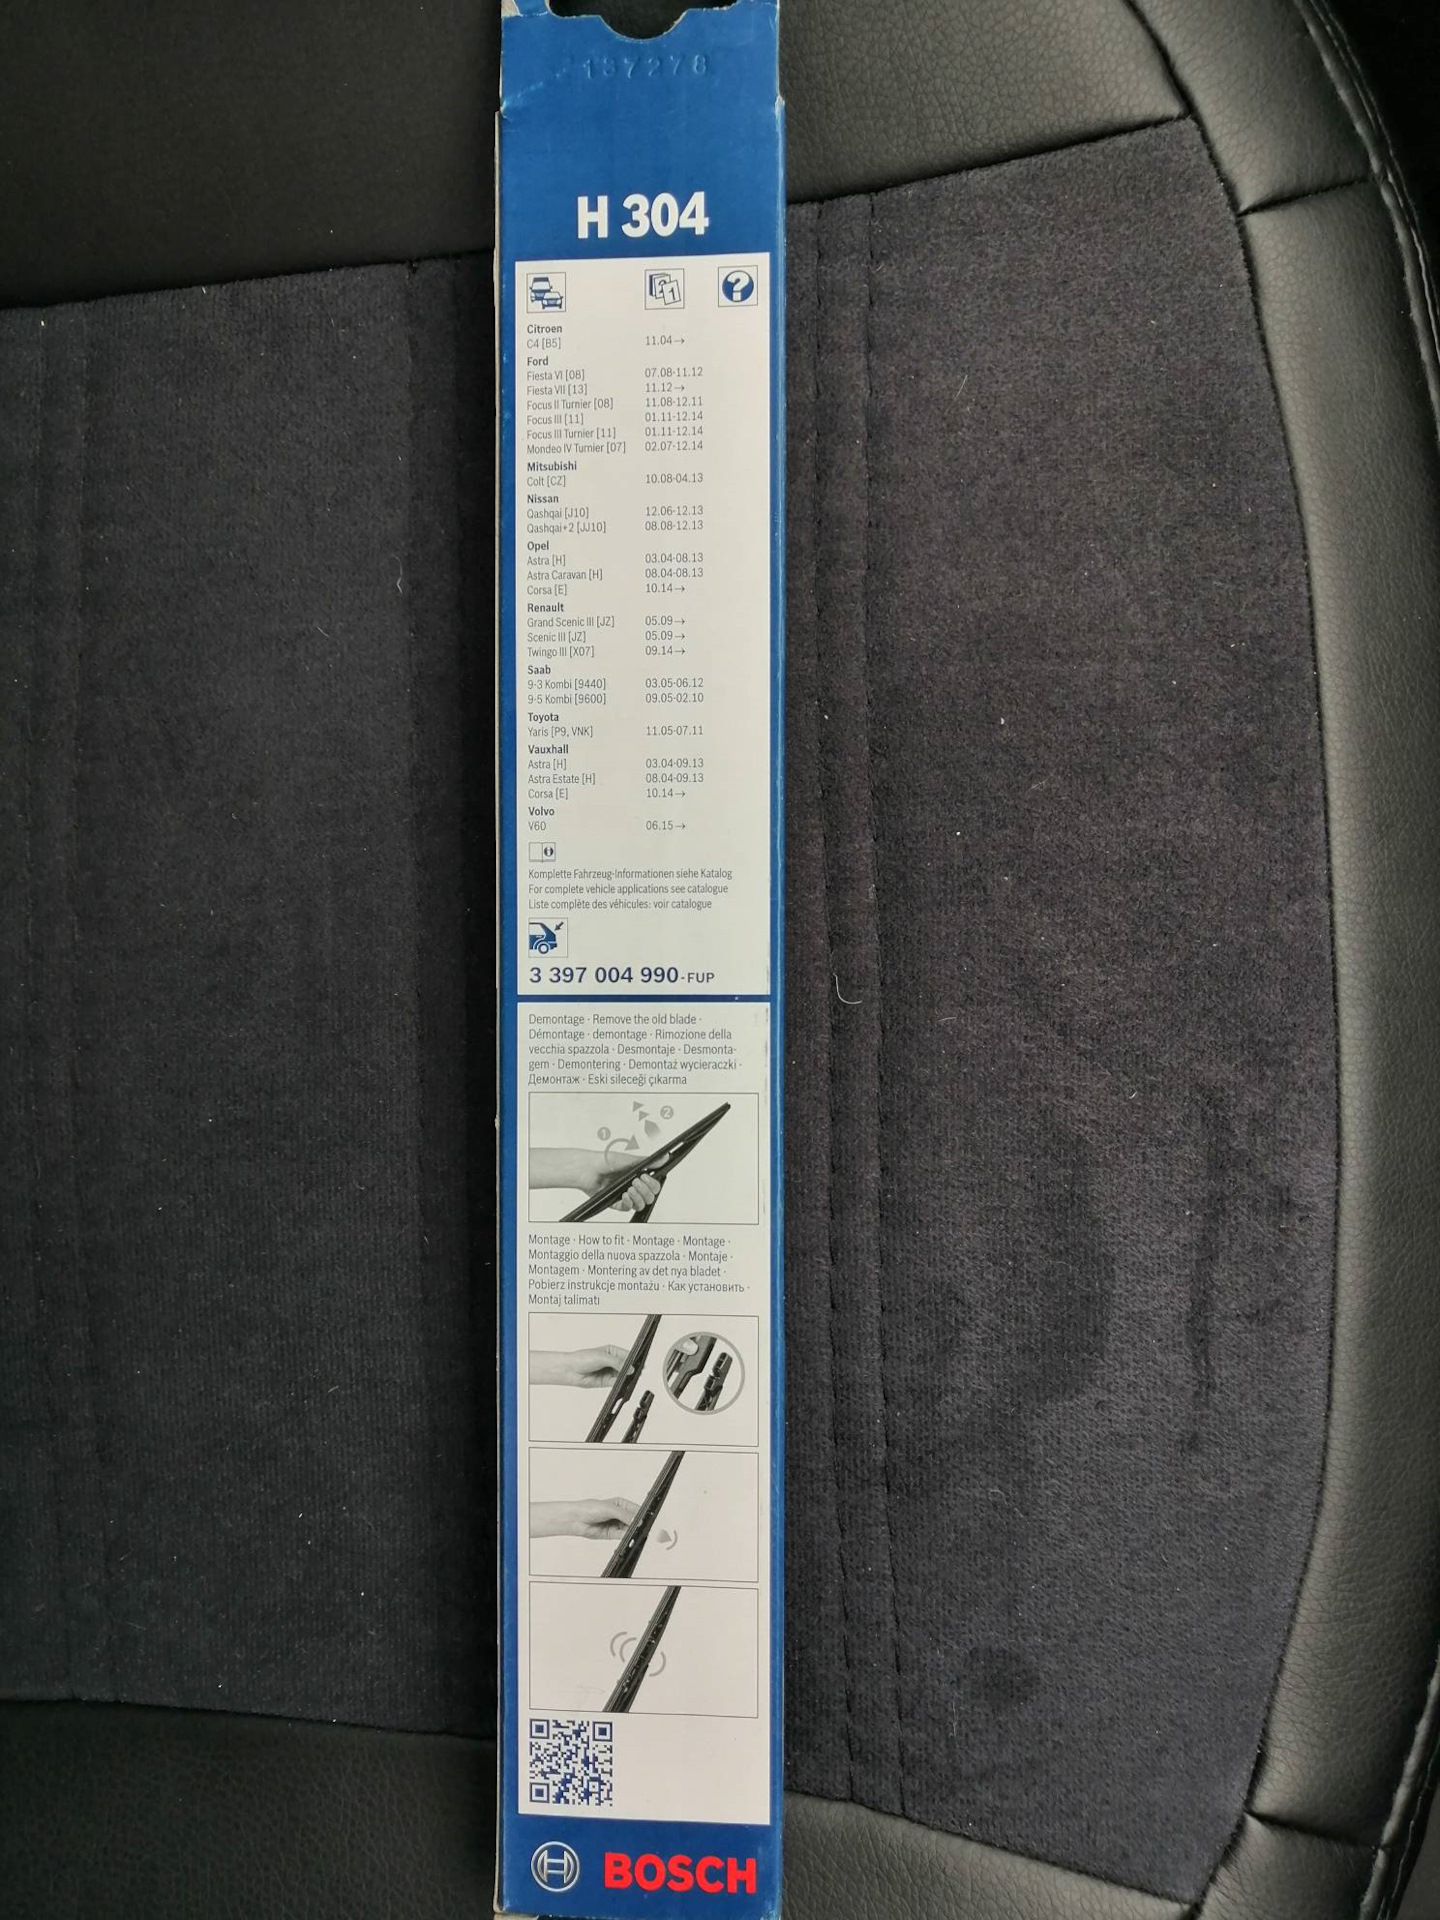 137278
H 304
Citroen
C4 [B5] 11.04→
Ford
Fiesta VI [08] 07.08-11.12
Fiesta VII [13] 11.12→
Focus II Turnier [08] 11.08-12.11
Focus III [11] 01.11-12.14
Focus III Turnier [11] 01.11-12.14
Mondeo IV Turnier [07] 02.07-12.14
Mitsubishi
Colt [CZ] 10.08-04.13
Nissan
Qashqai [J10] 12.06-12.13
Qashqai+2 [JJ10] 08.08-12.13
Opel
Astra [H] 03.04-08.13
Astra Caravan [H] 08.04-08.13
Corsa [E] 10.14→
Renault
Grand Scenic III [JZ] 05.09→
Scenic III [JZ] 05.09→
Twingo III [X07] 09.14→
Saab
9-3 Kombi [9440] 03.05-06.12
9-5 Kombi [9600] 09.05-02.10
Toyota
Yaris [P9, VNK] 11.05-07.11
Vauxhall
Astra [H] 03.04-09.13
Astra Estate [H] 08.04-09.13
Corsa [E] 10.14→
Volvo
V60 06.15→
Komplette Fahrzeug-Informationen siehe Katalog
For complete vehicle applications see catalogue
Liste complète des véhicules: voir catalogue
3 397 004 990-FUP
Demontage · Remove the old blade ·
Démontage · demontage · Rimozione della
vecchia spazzola · Desmontaje · Desmonta-
gem · Demontering · Demontaż wycieraczki ·
Демонтаж · Eski sileceği çıkarma
1 2
Montage · How to fit · Montage · Montage ·
Montaggio della nuova spazzola · Montaje ·
Montagem · Montering av det nya bladet ·
Pobierz instrukcje montażu · Как установить ·
Montaj talimatı
BOSCH